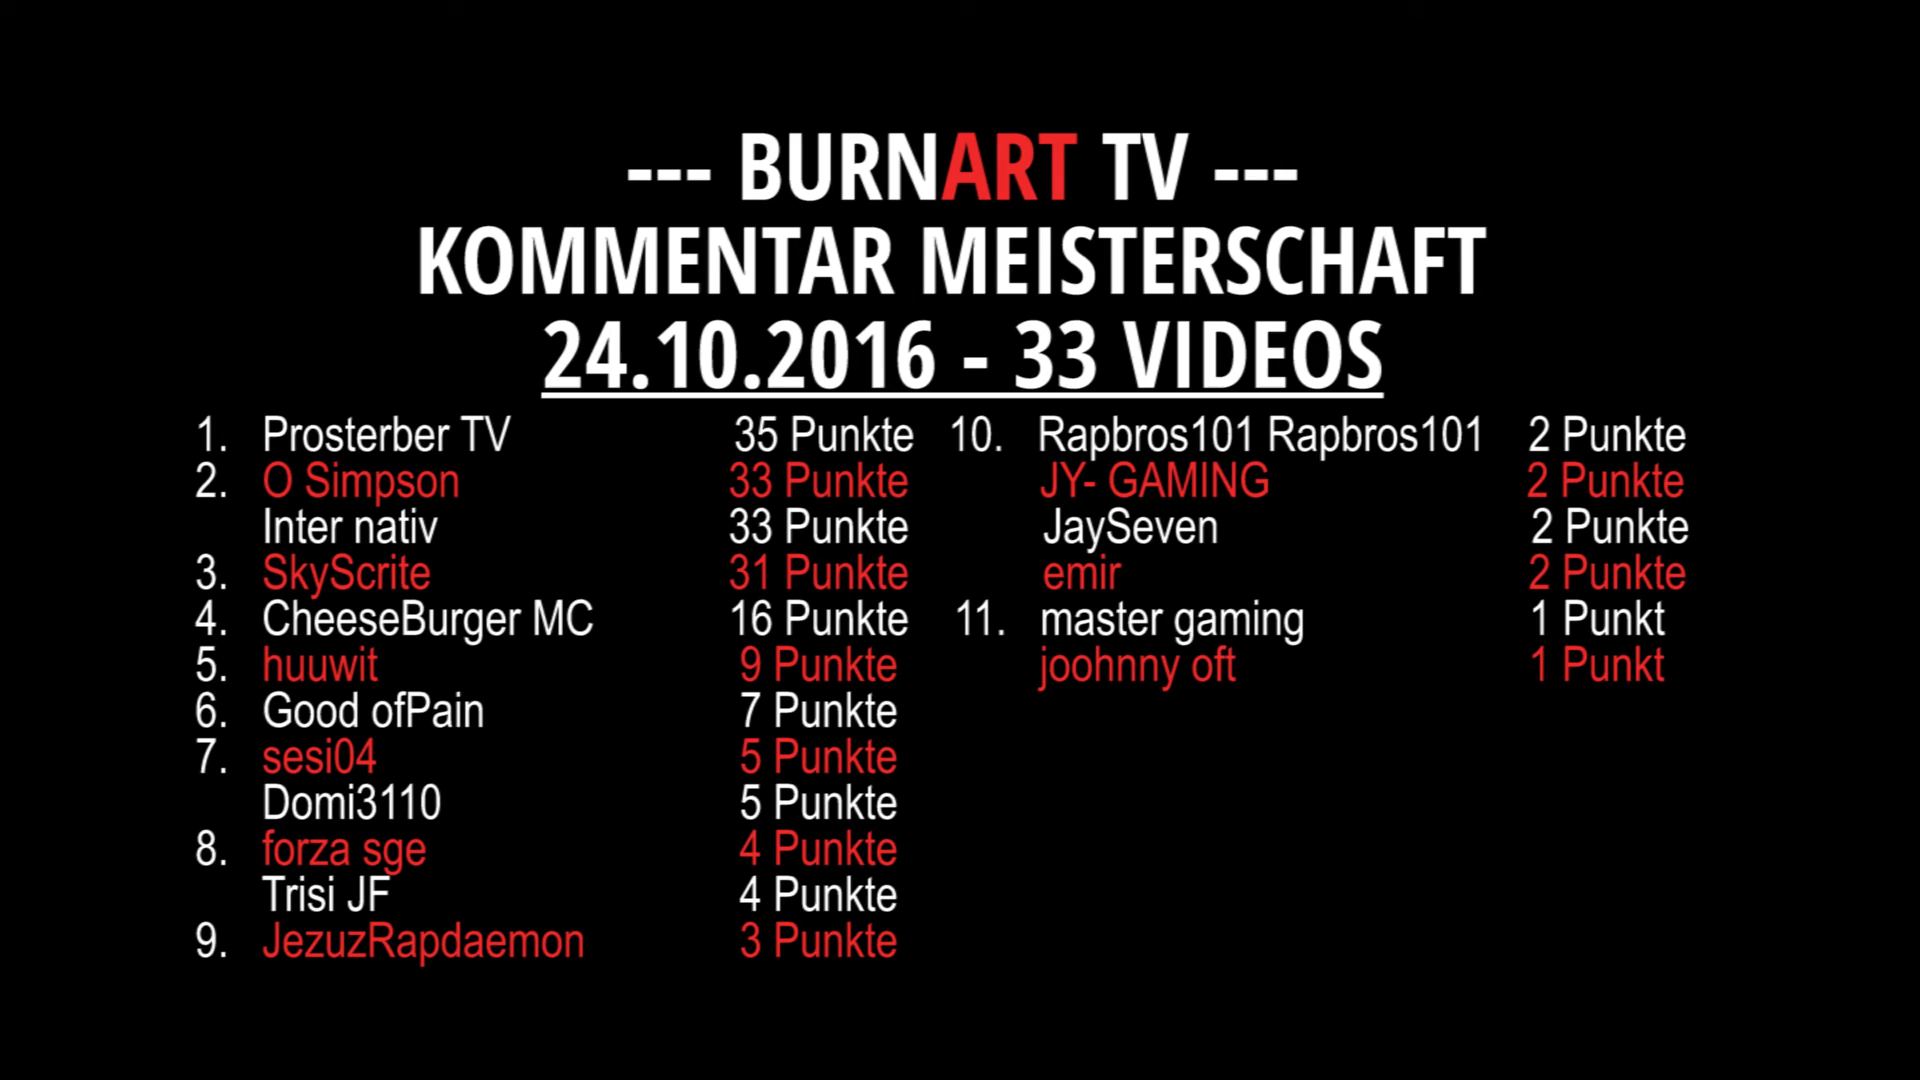 --- BURNART TV ---
KOMMENTAR MEISTERSCHAFT
24.10.2016 - 33 VIDEOS
1. Prosterber TV 35 Punkte
2. O Simpson 33 Punkte
Inter nativ 33 Punkte
3. SkyScrite 31 Punkte
4. CheeseBurger MC 16 Punkte
5. huuwit 9 Punkte
6. Good ofPain 7 Punkte
7. sesi04 5 Punkte
Domi3110 5 Punkte
8. forza sge 4 Punkte
Trisi JF 4 Punkte
9. JezuzRapdaemon 3 Punkte
10. Rapbros101 Rapbros101 2 Punkte
JY- GAMING 2 Punkte
JaySeven 2 Punkte
emir 2 Punkte
11. master gaming 1 Punkt
joohnny oft 1 Punkt